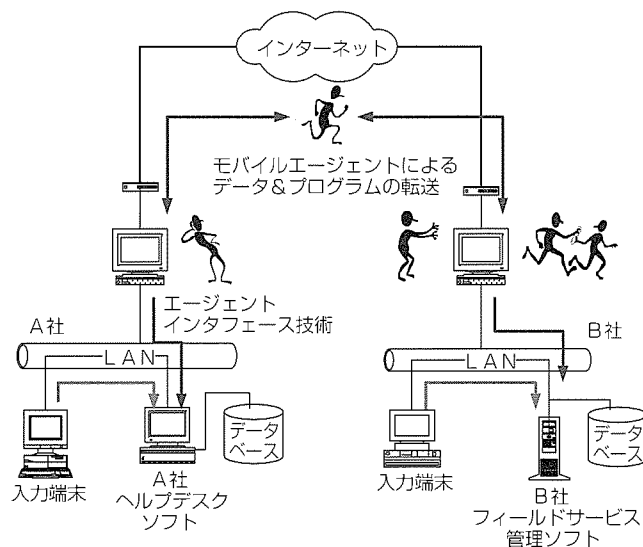 インターネット
モバイルエージェントによる
データ&プログラムの転送
エージェント
インタフェース技術
A社
LAN
入力端末
A社
ヘルプデスク
ソフト
データ
ベース
B社
LAN
入力端末
B社
フィールドサービス
管理ソフト
データ
ベース